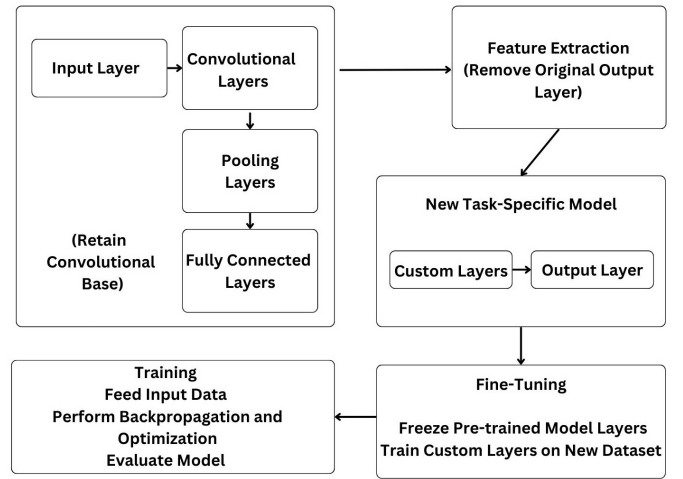 Input Layer
Convolutional
Layers
Pooling
Layers
(Retain
Convolutional
Base)
Fully Connected
Layers
Feature Extraction
(Remove Original Output
Layer)
New Task-Specific Model
Custom Layers
Output Layer
Fine-Tuning
Freeze Pre-trained Model Layers
Train Custom Layers on New Dataset
Training
Feed Input Data
Perform Backpropagation and
Optimization
Evaluate Model